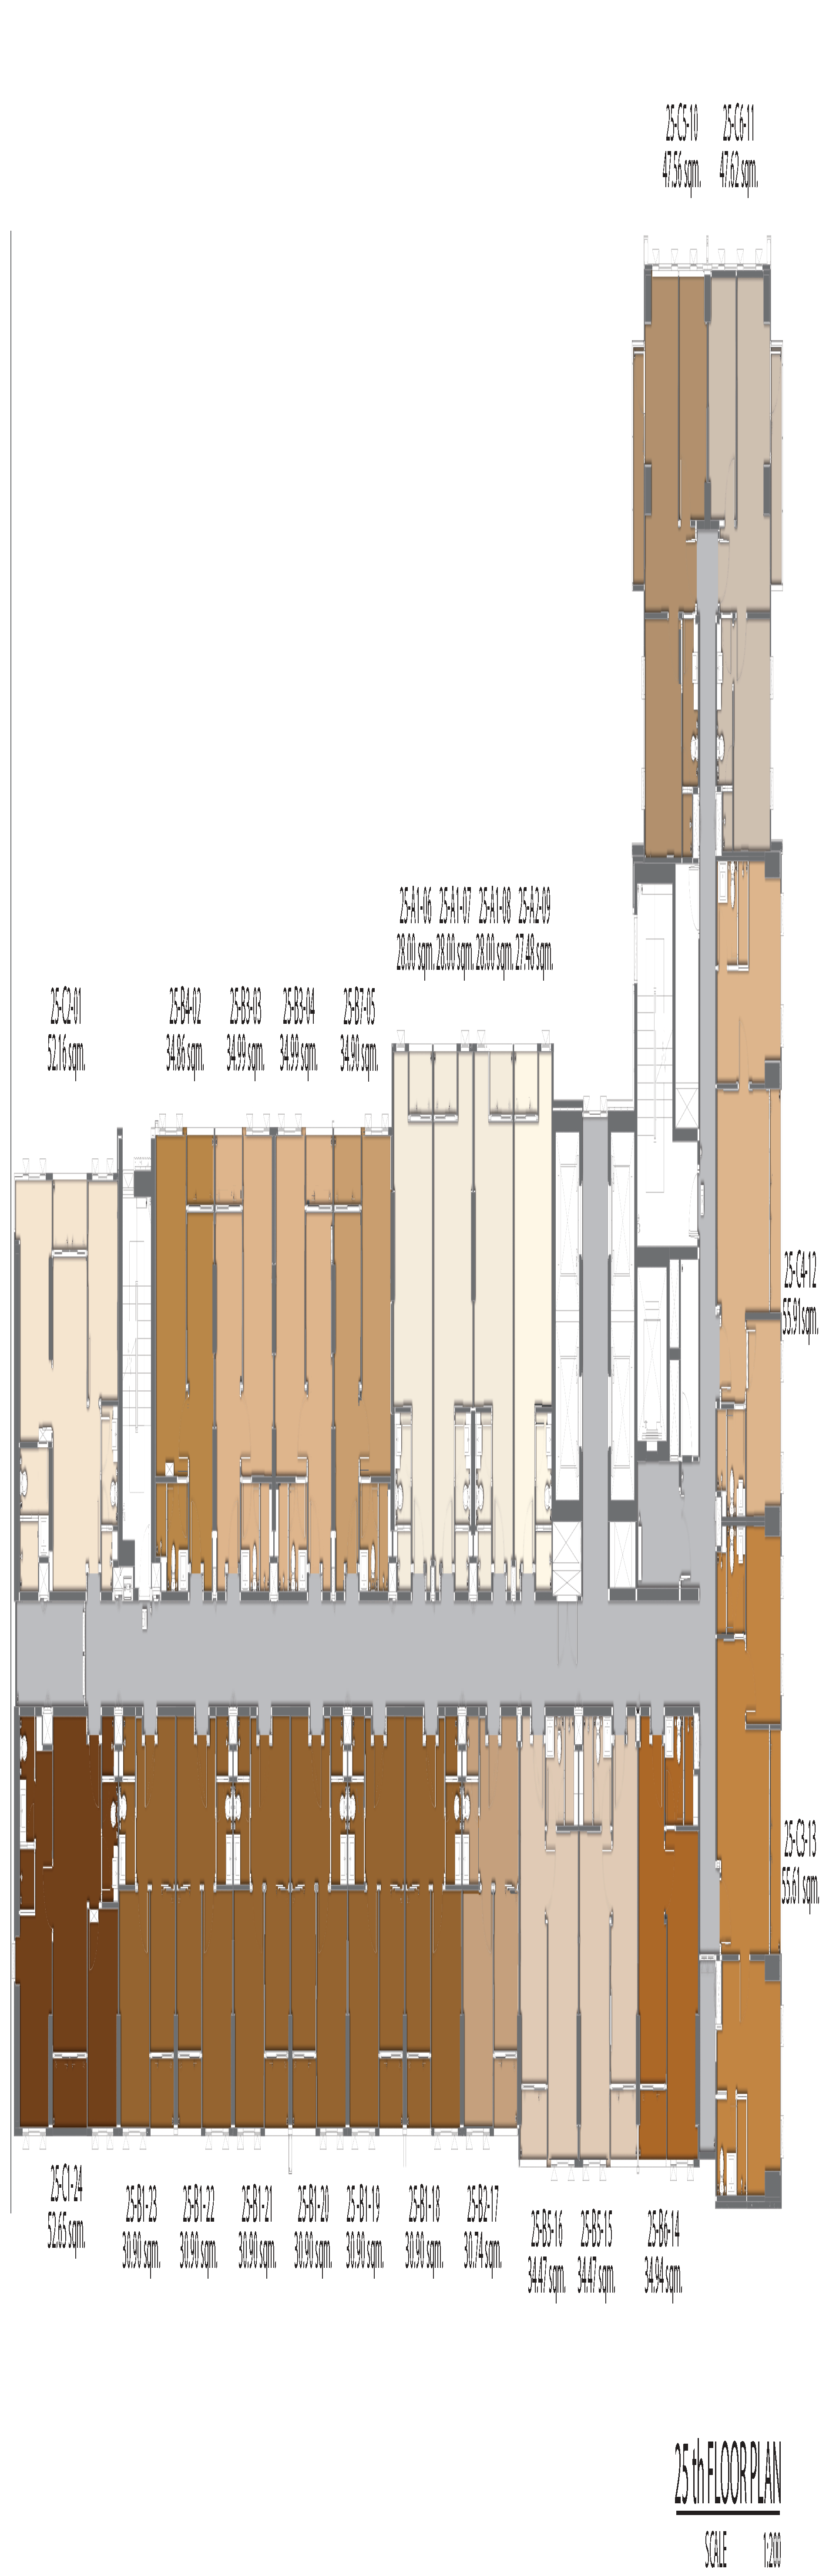 25-C5-10
47.56 sqm.
25-C6-11
47.62 sqm.
25-A1-06
28.00 sqm.
25-A1-07
28.00 sqm.
25-A1-08
28.00 sqm.
25-A2-09
27.48 sqm.
25-C2-01
52.16 sqm.
25-B4-02
34.86 sqm.
25-B3-03
34.99 sqm.
25-B3-04
34.99 sqm.
25-B7-05
34.90 sqm.
25-C4-12
55.91 sqm.
25-C3-13
55.61 sqm.
25-C1-24
52.65 sqm.
25-B1-23
30.90 sqm.
25-B1-22
30.90 sqm.
25-B1-21
30.90 sqm.
25-B1-20
30.90 sqm.
25-B1-19
30.90 sqm.
25-B1-18
30.90 sqm.
25-B2-17
30.74 sqm.
25-B5-16
34.47 sqm.
25-B5-15
34.47 sqm.
25-B6-14
34.94 sqm.
25 th FLOOR PLAN
SCALE 1:200